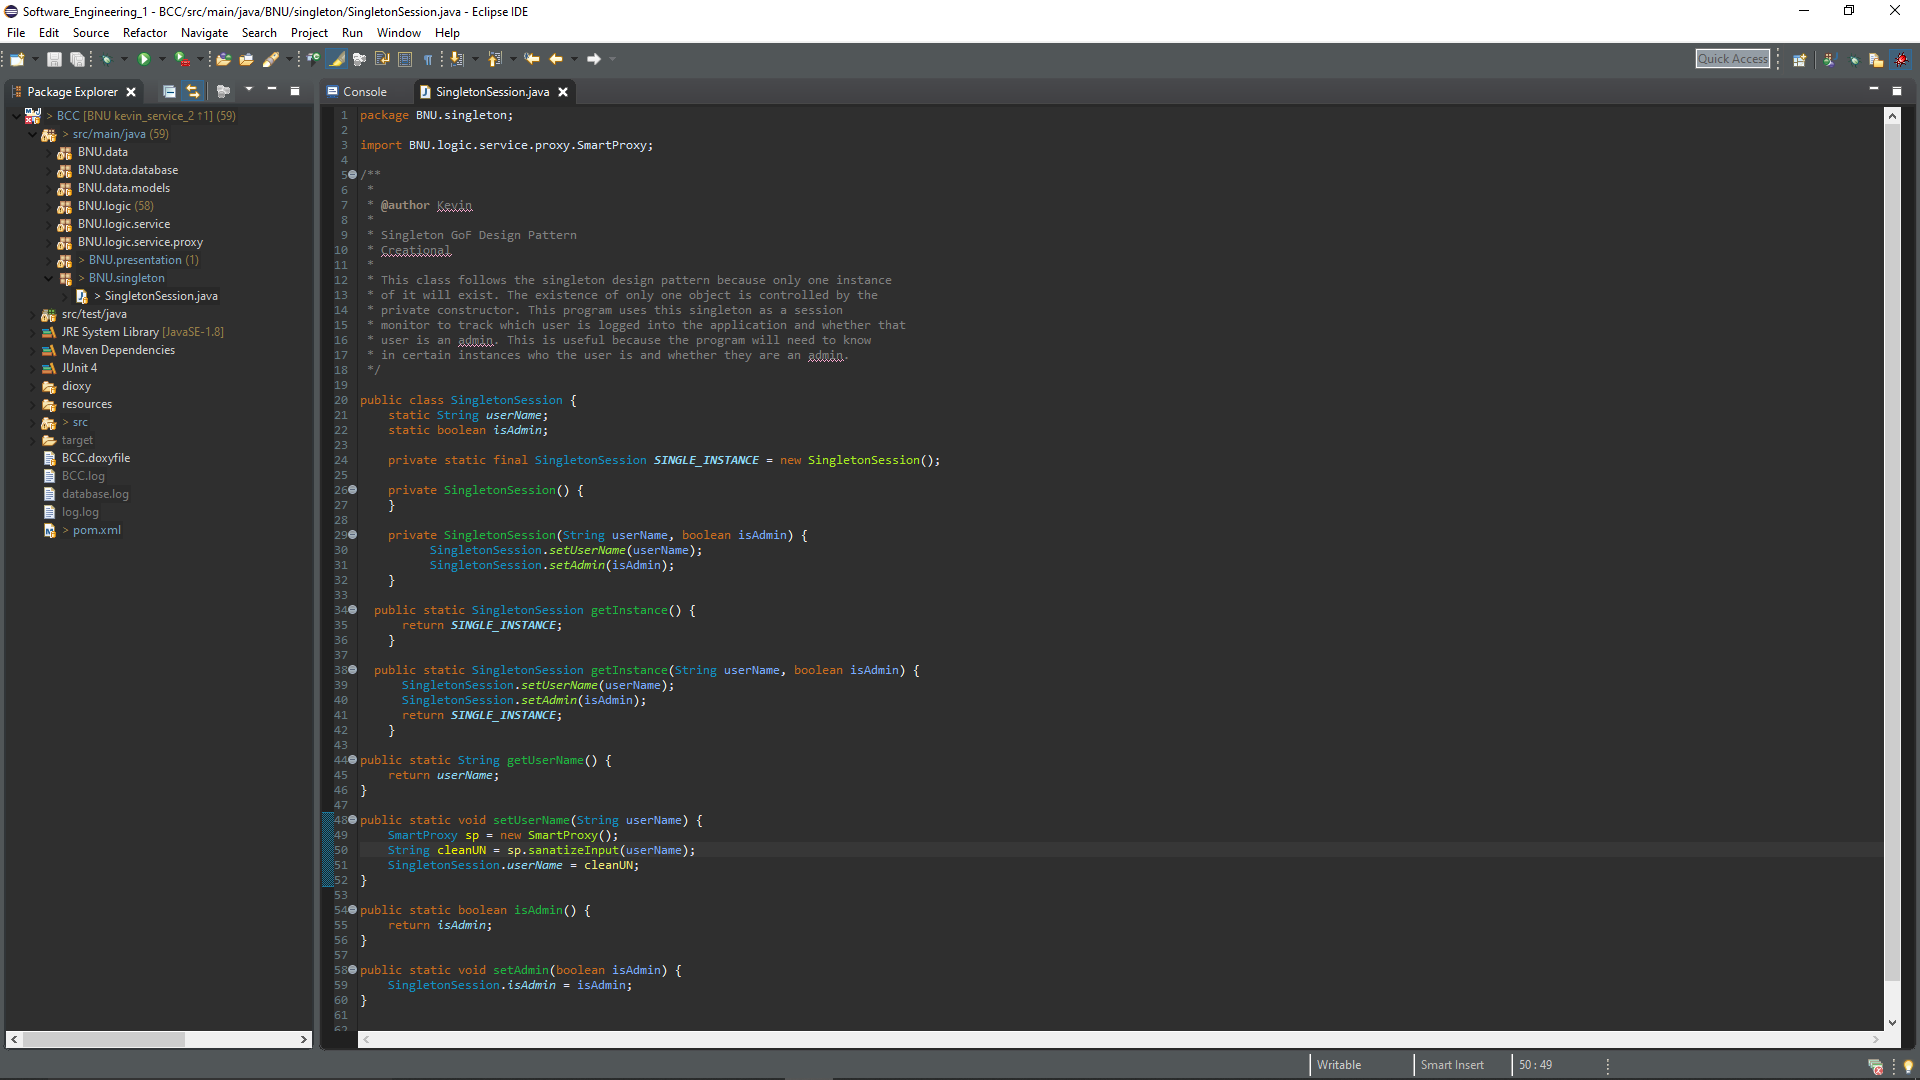 Software_Engineering_1 - BCC/src/main/java/BNU/singleton/SingletonSession.java - Eclipse IDE
File Edit Source Refactor Navigate Search Project Run Window Help
Quick Access
Package Explorer
Console SingletonSession.java
> BCC [BNU kevin_service_2 ↑1] (59)
> src/main/java (59)
BNU.data
BNU.data.database
BNU.data.models
BNU.logic (58)
BNU.logic.service
BNU.logic.service.proxy
> BNU.presentation (1)
> BNU.singleton
> SingletonSession.java
src/test/java
JRE System Library [JavaSE-1.8]
Maven Dependencies
JUnit 4
dioxy
resources
> src
target
BCC.doxyfile
BCC.log
database.log
log.log
> pom.xml
1 package BNU.singleton;
2
3 import BNU.logic.service.proxy.SmartProxy;
4
5 /**
6 *
7 * @author Kevin
8 *
9 * Singleton GoF Design Pattern
10 * Creational
11 *
12 * This class follows the singleton design pattern because only one instance
13 * of it will exist. The existence of only one object is controlled by the
14 * private constructor. This program uses this singleton as a session
15 * monitor to track which user is logged into the application and whether that
16 * user is an admin. This is useful because the program will need to know
17 * in certain instances who the user is and whether they are an admin.
18 */
19
20 public class SingletonSession {
21 static String userName;
22 static boolean isAdmin;
23
24 private static final SingletonSession SINGLE_INSTANCE = new SingletonSession();
25
26 private SingletonSession() {
27 }
28
29 private SingletonSession(String userName, boolean isAdmin) {
30 SingletonSession.setUserName(userName);
31 SingletonSession.setAdmin(isAdmin);
32 }
33
34 public static SingletonSession getInstance() {
35 return SINGLE_INSTANCE;
36 }
37
38 public static SingletonSession getInstance(String userName, boolean isAdmin) {
39 SingletonSession.setUserName(userName);
40 SingletonSession.setAdmin(isAdmin);
41 return SINGLE_INSTANCE;
42 }
43
44 public static String getUserName() {
45 return userName;
46 }
47
48 public static void setUserName(String userName) {
49 SmartProxy sp = new SmartProxy();
50 String cleanUN = sp.sanatizeInput(userName);
51 SingletonSession.userName = cleanUN;
52 }
53
54 public static boolean isAdmin() {
55 return isAdmin;
56 }
57
58 public static void setAdmin(boolean isAdmin) {
59 SingletonSession.isAdmin = isAdmin;
60 }
61
62
Writable Smart Insert 50 : 49